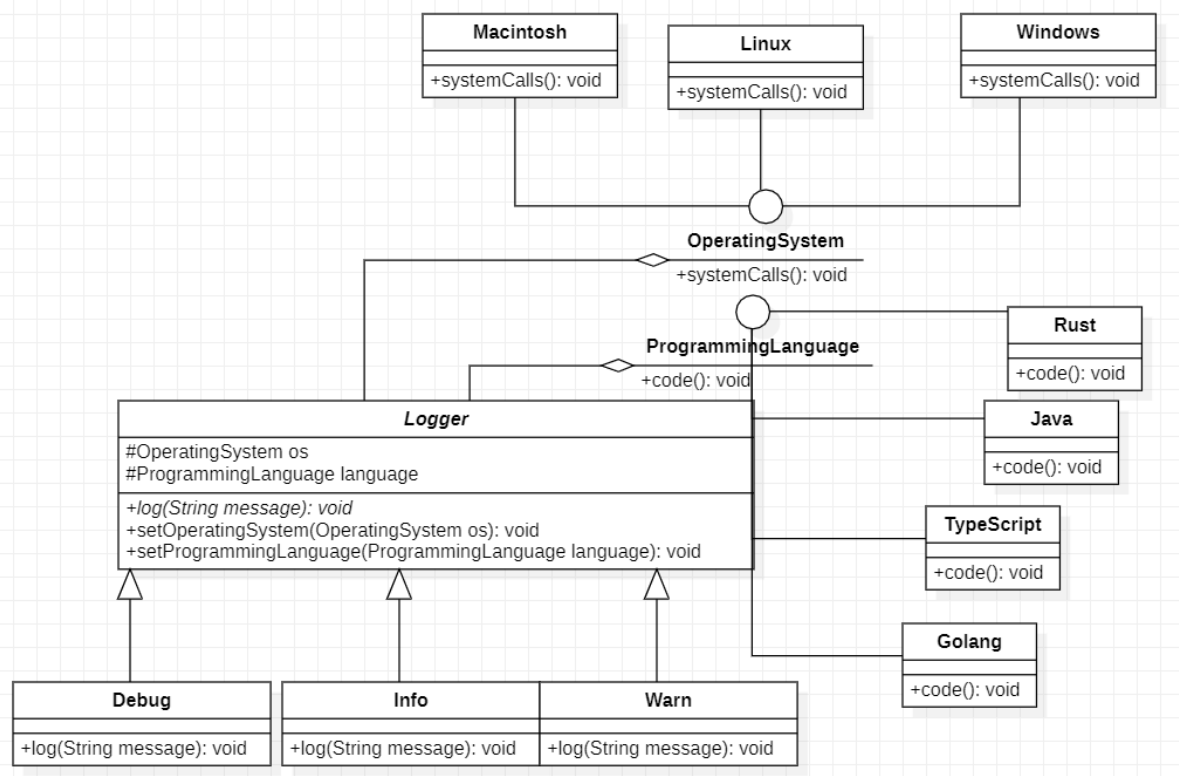 Macintosh
+systemCalls(): void
Linux
+systemCalls(): void
Windows
+systemCalls(): void
OperatingSystem
+systemCalls(): void
ProgrammingLanguage
+code(): void
Rust
+code(): void
Logger
#OperatingSystem os
#ProgrammingLanguage language
+log(String message): void
+setOperatingSystem(OperatingSystem os): void
+setProgrammingLanguage(ProgrammingLanguage language): void
Java
+code(): void
TypeScript
+code(): void
Golang
+code(): void
Debug
+log(String message): void
Info
+log(String message): void
Warn
+log(String message): void